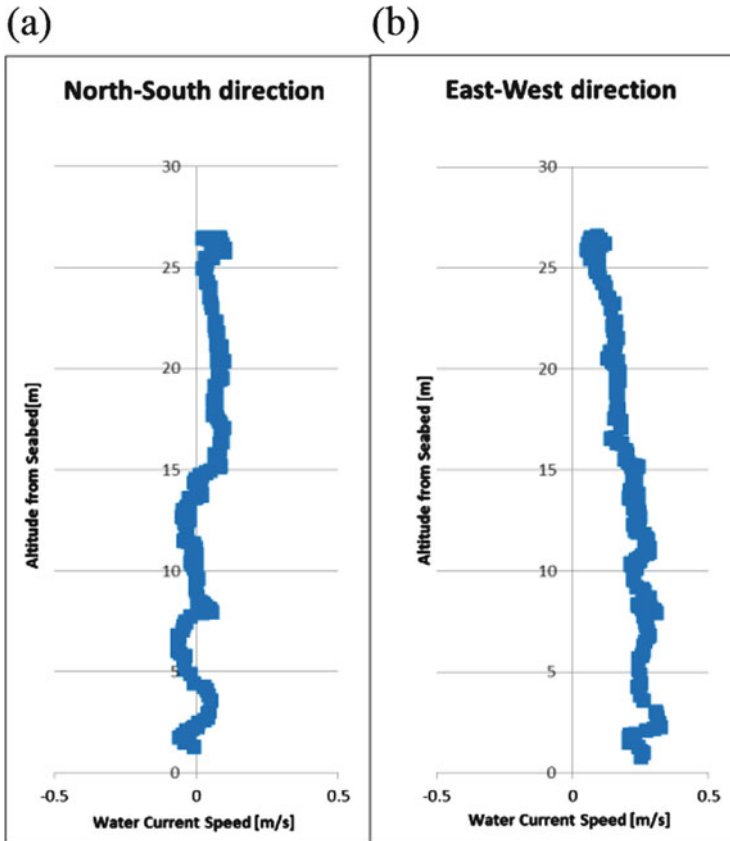 (a)
North-South direction
30
25
20
15
10
5
0
-0.5 0 0.5
Altitude from Seabed[m]
Water Current Speed [m/s]
(b)
East-West direction
30
25
20
15
10
5
0
-0.5 0 0.5
Altitude from Seabed [m]
Water Current Speed [m/s]